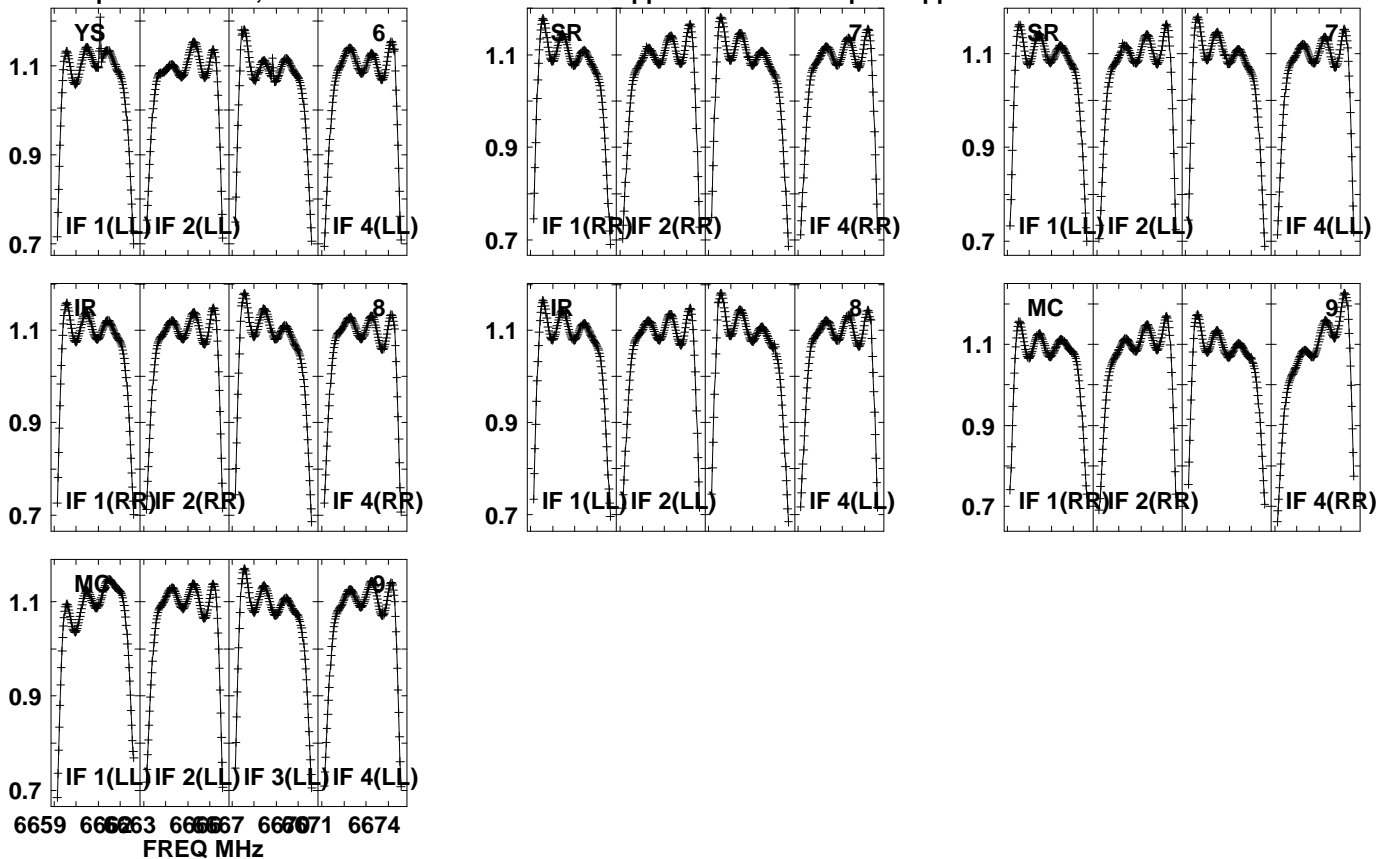 YS 6
1.1
0.9
0.7
IF 1(LL) IF 2(LL) IF 4(LL)
SR 7
1.1
0.9
0.7
IF 1(RR) IF 2(RR) IF 4(RR)
SR 7
1.1
0.9
0.7
IF 1(LL) IF 2(LL) IF 4(LL)
IR 8
1.1
0.9
0.7
IF 1(RR) IF 2(RR) IF 4(RR)
IR 8
1.1
0.9
0.7
IF 1(LL) IF 2(LL) IF 4(LL)
MC 9
1.1
0.9
0.7
IF 1(RR) IF 2(RR) IF 4(RR)
MC 9
1.1
0.9
0.7
IF 1(LL) IF 2(LL) IF 3(LL) IF 4(LL)
6659 6662 6663 6666 6667 6670 6671 6674
FREQ MHz